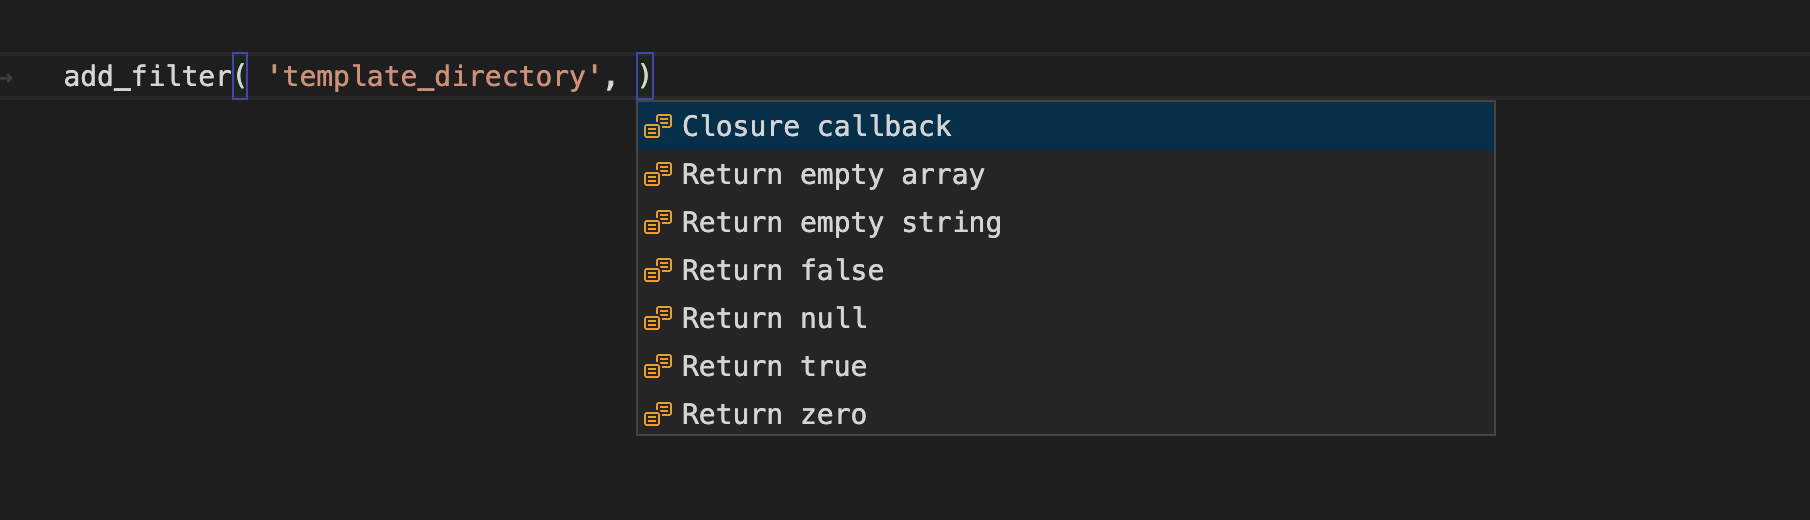 add_filter( 'template_directory', )
Closure callback
Return empty array
Return empty string
Return false
Return null
Return true
Return zero